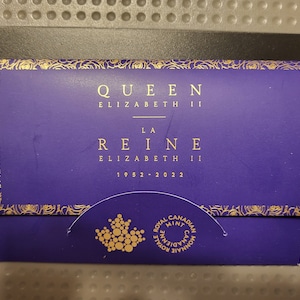 QUEEN
ELIZABETH II
LA
REINE
ELIZABETH II
1952-2022
ROYAL CANADIAN MINT
MONNAIE ROYALE CANADIENNE